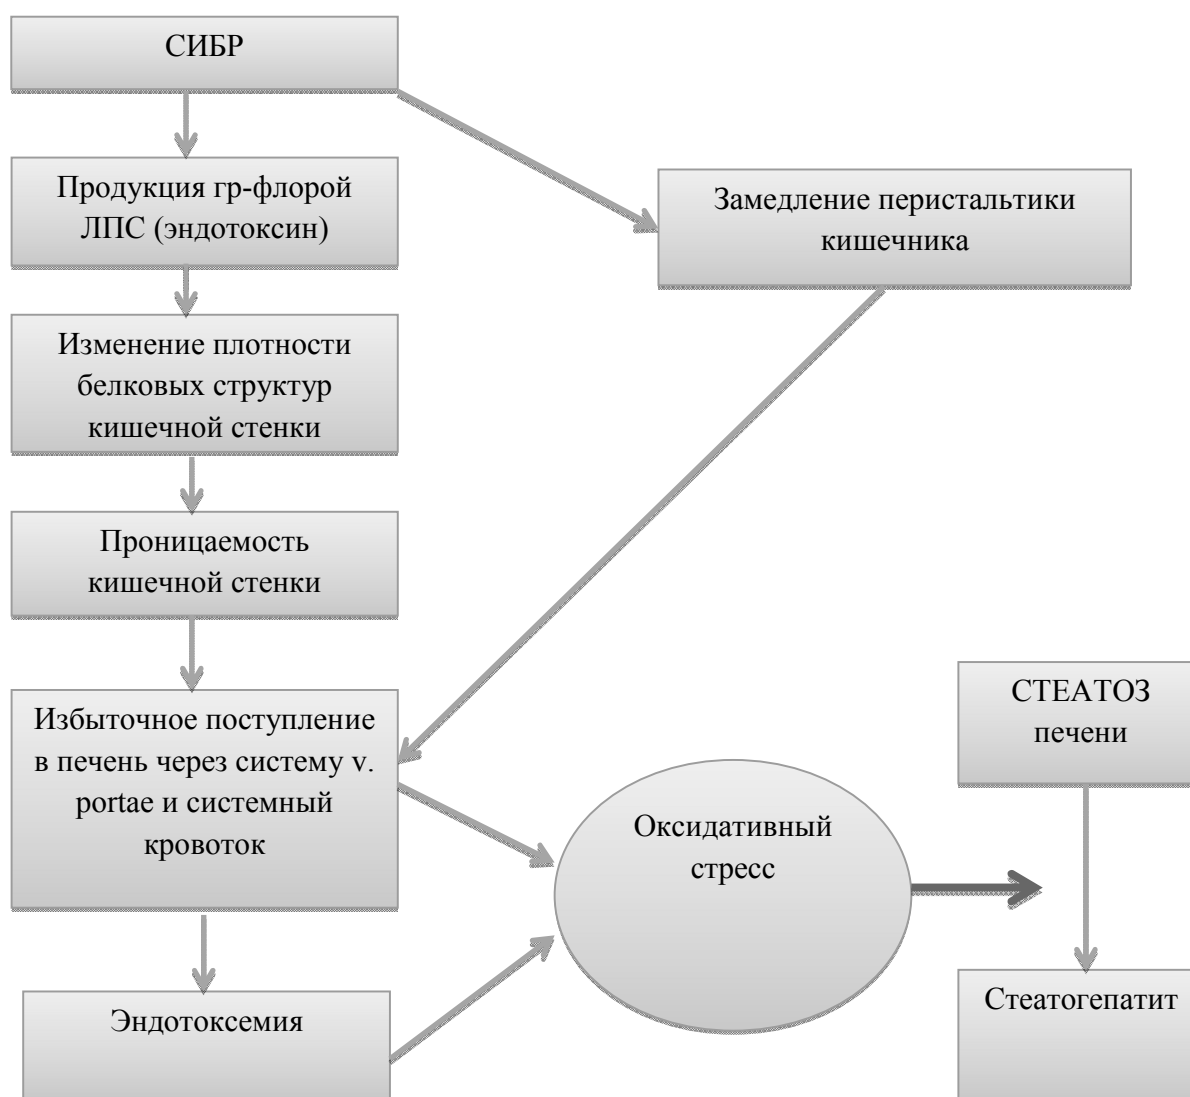 СИБР
Продукция гр-флорой
ЛПС (эндотоксин)
Замедление перистальтики
кишечника
Изменение плотности
белковых структур
кишечной стенки
Проницаемость
кишечной стенки
Избыточное поступление
в печень через систему v.
portae и системный
кровоток
СТЕАТОЗ
печени
Оксидативный
стресс
Эндотоксемия
Стеатогепатит